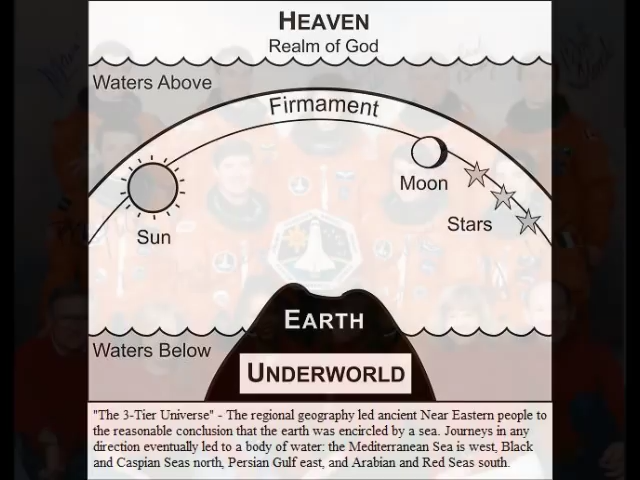 HEAVEN
Realm of God
Waters Above
Firmament
Moon
Stars
Sun
EARTH
Waters Below
UNDERWORLD
"The 3-Tier Universe" - The regional geography led ancient Near Eastern people to
the reasonable conclusion that the earth was encircled by a sea. Journeys in any
direction eventually led to a body of water: the Mediterranean Sea is west, Black
and Caspian Seas north, Persian Gulf east, and Arabian and Red Seas south.